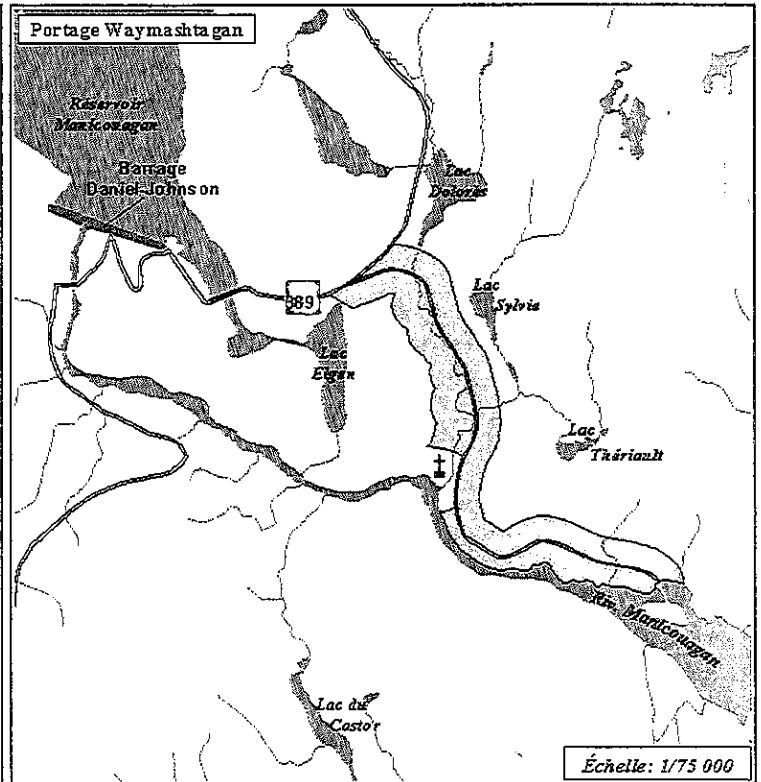 Portage Waymashtagan
Réservoir
Manicouagan
Barrage
Daniel-Johnson
Lac
Dolorès
389
Lac
Sylvie
Lac
Elgan
Lac
Thériault
Riv. Manicouagan
Lac du
Castor
Échelle: 1/75 000